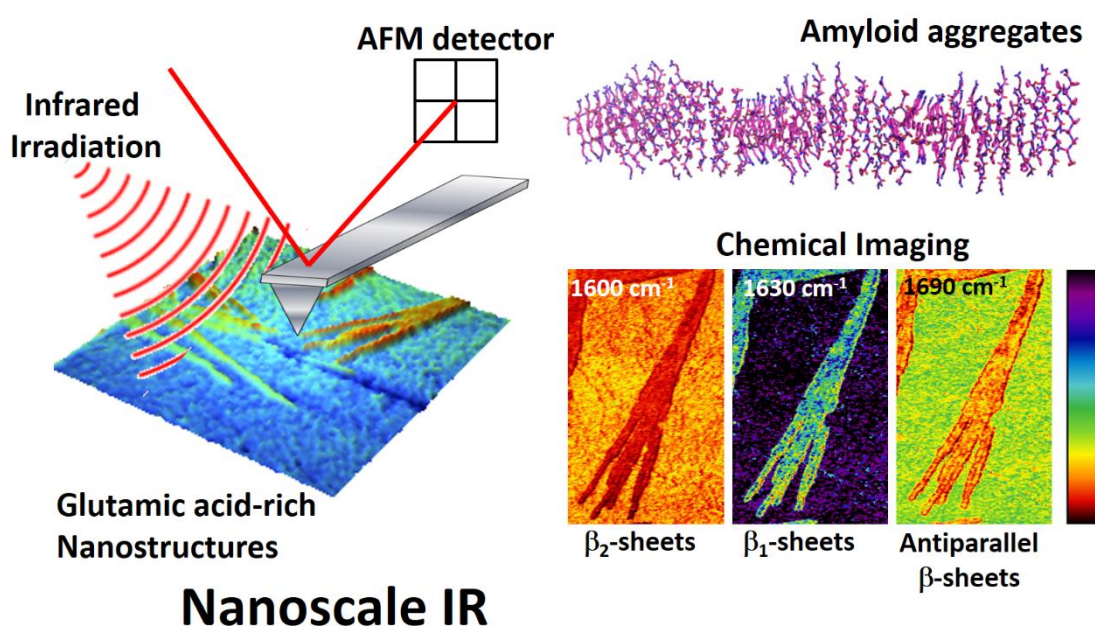 AFM detector
Infrared
Irradiation
Glutamic acid-rich
Nanostructures
Nanoscale IR
Amyloid aggregates
Chemical Imaging
1600 cm⁻¹ 1630 cm⁻¹ 1690 cm⁻¹
β₂-sheets β₁-sheets Antiparallel
β-sheets